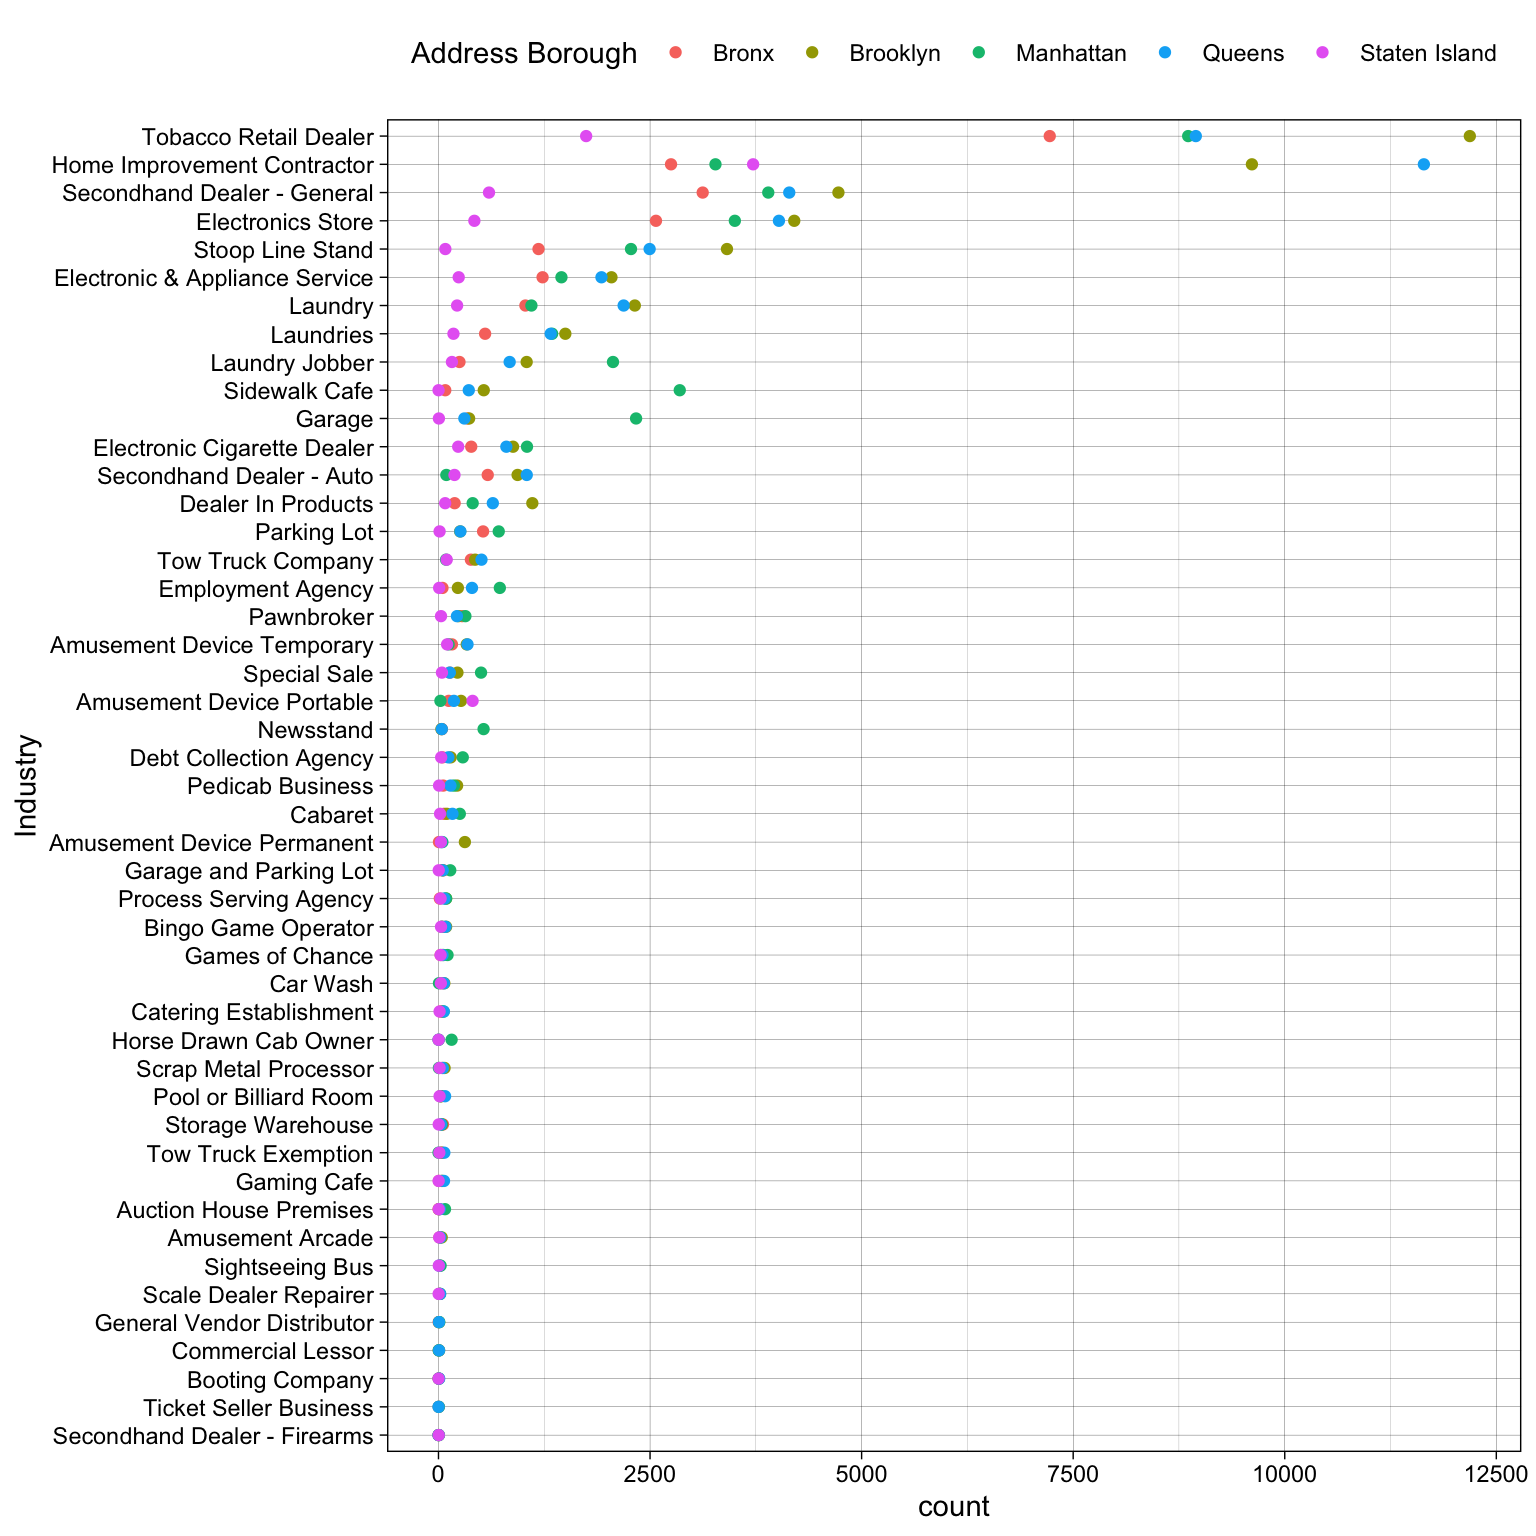 Address Borough Bronx Brooklyn Manhattan Queens Staten Island
Tobacco Retail Dealer
Home Improvement Contractor
Secondhand Dealer - General
Electronics Store
Stoop Line Stand
Electronic & Appliance Service
Laundry
Laundries
Laundry Jobber
Sidewalk Cafe
Garage
Electronic Cigarette Dealer
Secondhand Dealer - Auto
Dealer In Products
Parking Lot
Tow Truck Company
Employment Agency
Pawnbroker
Amusement Device Temporary
Special Sale
Amusement Device Portable
Newsstand
Debt Collection Agency
Pedicab Business
Cabaret
Amusement Device Permanent
Garage and Parking Lot
Process Serving Agency
Bingo Game Operator
Games of Chance
Car Wash
Catering Establishment
Horse Drawn Cab Owner
Scrap Metal Processor
Pool or Billiard Room
Storage Warehouse
Tow Truck Exemption
Gaming Cafe
Auction House Premises
Amusement Arcade
Sightseeing Bus
Scale Dealer Repairer
General Vendor Distributor
Commercial Lessor
Booting Company
Ticket Seller Business
Secondhand Dealer - Firearms
Industry
0 2500 5000 7500 10000 12500
count